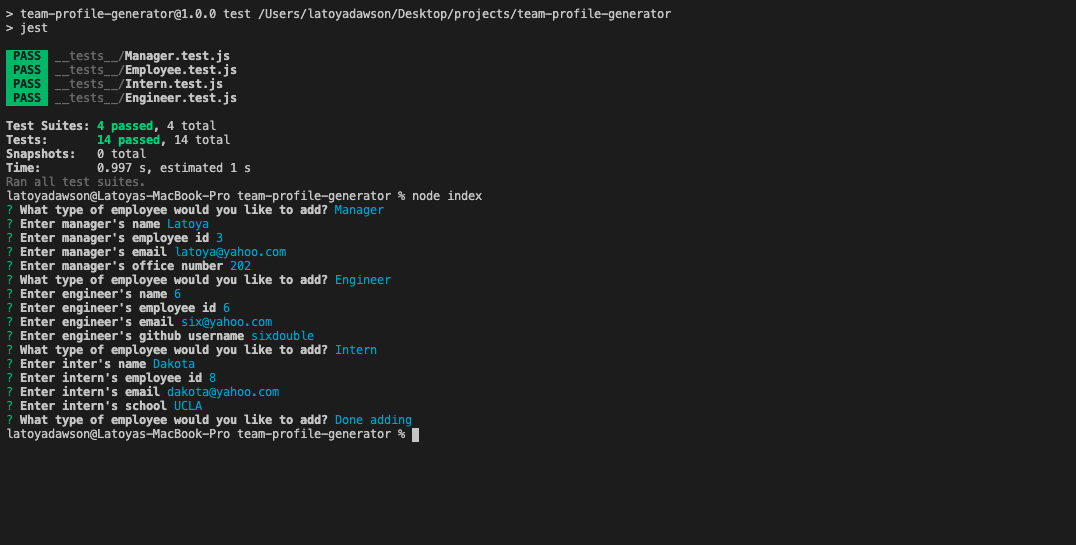 > team-profile-generator@1.0.0 test /Users/latoyadawson/Desktop/projects/team-profile-generator
> jest
PASS __tests__/Manager.test.js
PASS __tests__/Employee.test.js
PASS __tests__/Intern.test.js
PASS __tests__/Engineer.test.js
Test Suites: 4 passed, 4 total
Tests: 14 passed, 14 total
Snapshots: 0 total
Time: 0.997 s, estimated 1 s
Ran all test suites.
latoyadawson@Latoyas-MacBook-Pro team-profile-generator % node index
? What type of employee would you like to add? Manager
? Enter manager's name Latoya
? Enter manager's employee id 3
? Enter manager's email latoya@yahoo.com
? Enter manager's office number 202
? What type of employee would you like to add? Engineer
? Enter engineer's name 6
? Enter engineer's employee id 6
? Enter engineer's email six@yahoo.com
? Enter engineer's github username sixdouble
? What type of employee would you like to add? Intern
? Enter inter's name Dakota
? Enter intern's employee id 8
? Enter intern's email dakota@yahoo.com
? Enter intern's school UCLA
? What type of employee would you like to add? Done adding
latoyadawson@Latoyas-MacBook-Pro team-profile-generator %